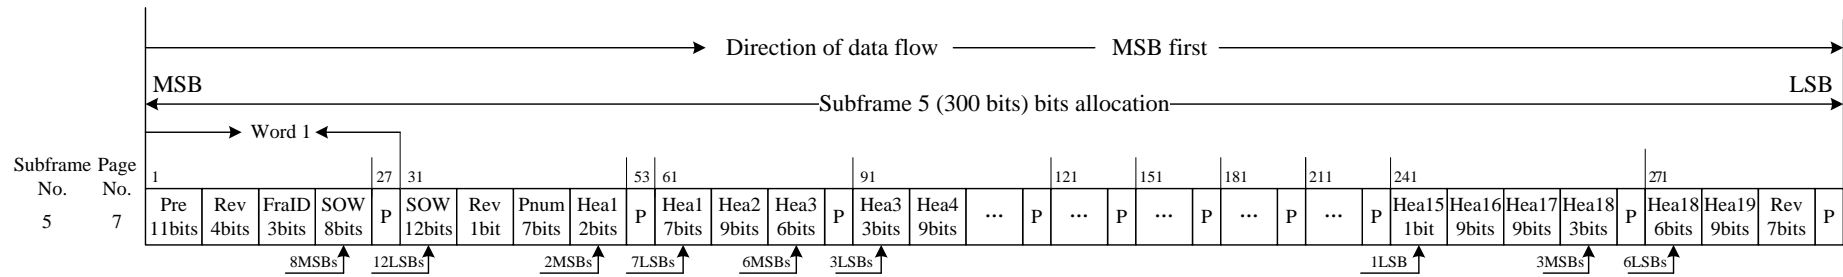 Direction of data flow MSB first
MSB LSB
Subframe 5 (300 bits) bits allocation
Word 1
Subframe Page
No. No.
1 27 31 53 61 91 121 151 181 211 241 271
5 7
Pre Rev FraID SOW P SOW Rev Pnum Hea1 P Hea1 Hea2 Hea3 P Hea3 Hea4 ... P ... P ... P ... P ... P Hea15 Hea16 Hea17 Hea18 P Hea18 Hea19 Rev P
11bits 4bits 3bits 8bits 12bits 1bit 7bits 2bits 7bits 9bits 6bits 3bits 9bits 1bit 9bits 9bits 3bits 6bits 9bits 7bits
8MSBs 12LSBs 2MSBs 7LSBs 6MSBs 3LSBs 1LSB 3MSBs 6LSBs